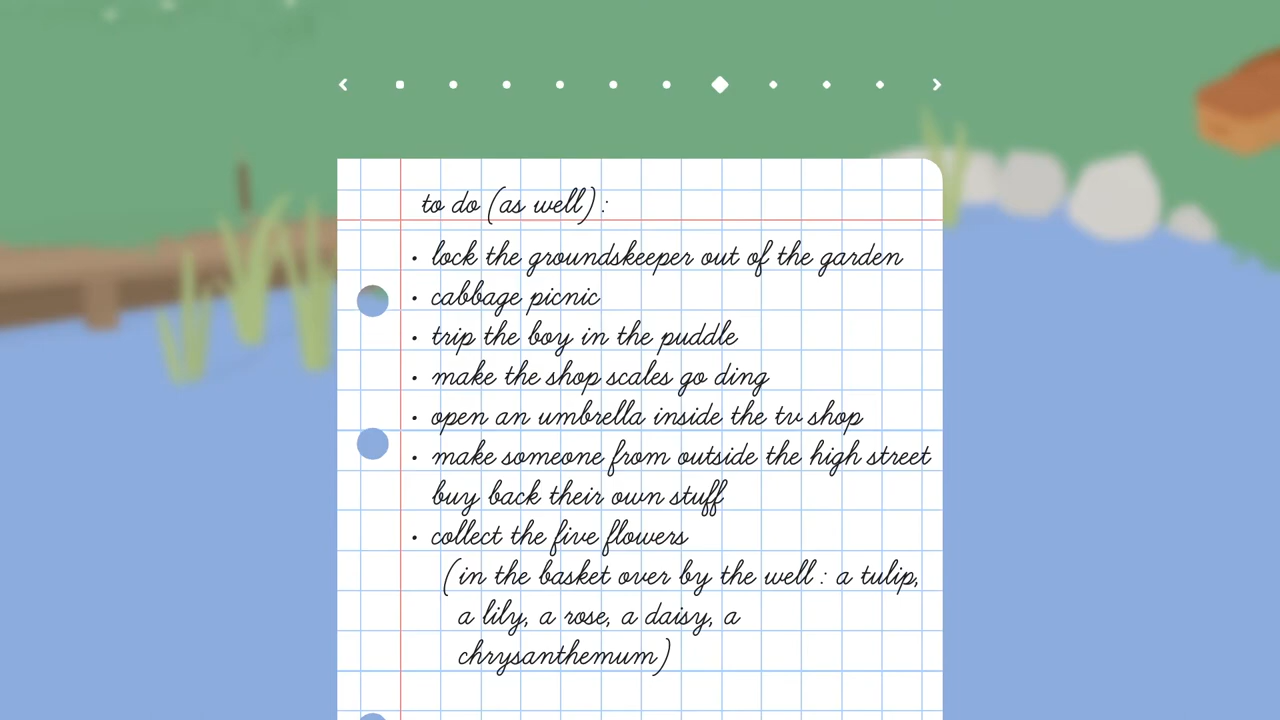 to do (as well) :
• lock the groundskeeper out of the garden
• cabbage picnic
• trip the boy in the puddle
• make the shop scales go ding
• open an umbrella inside the tv shop
• make someone from outside the high street
buy back their own stuff
• collect the five flowers
(in the basket over by the well : a tulip,
a lily, a rose, a daisy, a
chrysanthemum)